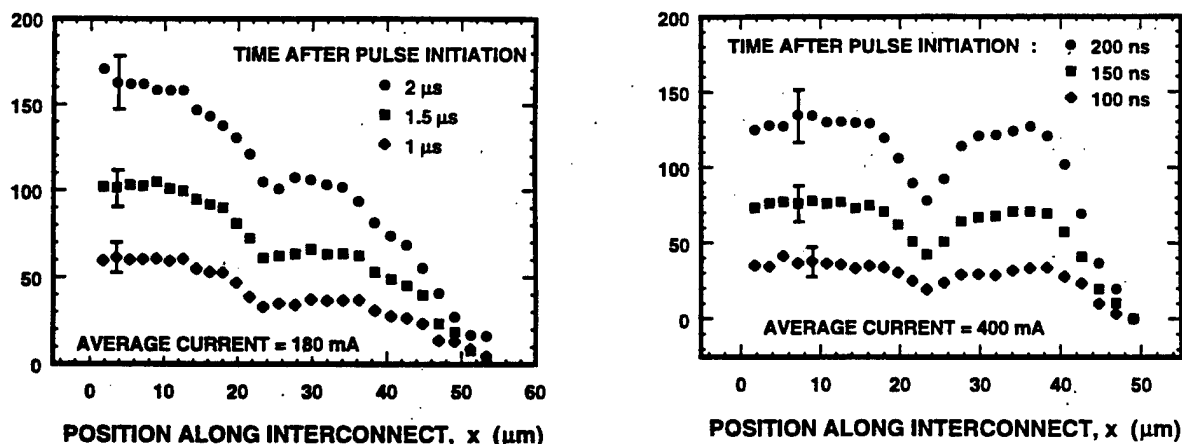 200
150
100
50
0
TIME AFTER PULSE INITIATION
2 µs
1.5 µs
1 µs
AVERAGE CURRENT = 180 mA
0 10 20 30 40 50 60
POSITION ALONG INTERCONNECT, x (µm)
200
150
100
50
0
TIME AFTER PULSE INITIATION :
200 ns
150 ns
100 ns
AVERAGE CURRENT = 400 mA
0 10 20 30 40 50
POSITION ALONG INTERCONNECT, x (µm)